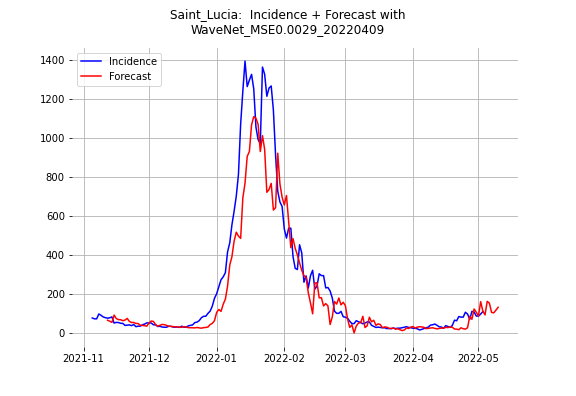 Saint_Lucia:  Incidence + Forecast with
WaveNet_MSE0.0029_20220409
Incidence
Forecast
1400
1200
1000
800
600
400
200
0
2021-11 2021-12 2022-01 2022-02 2022-03 2022-04 2022-05